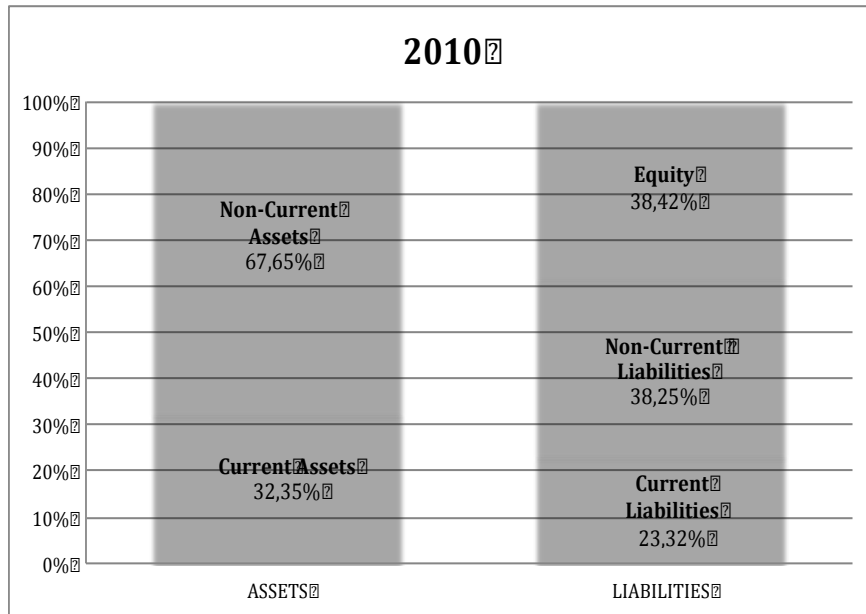 2010
100%
90%
80%
70%
60%
50%
40%
30%
20%
10%
0%
Non-Current
Assets
67,65%
Current Assets
32,35%
Equity
38,42%
Non-Current
Liabilities
38,25%
Current
Liabilities
23,32%
ASSETS
LIABILITIES